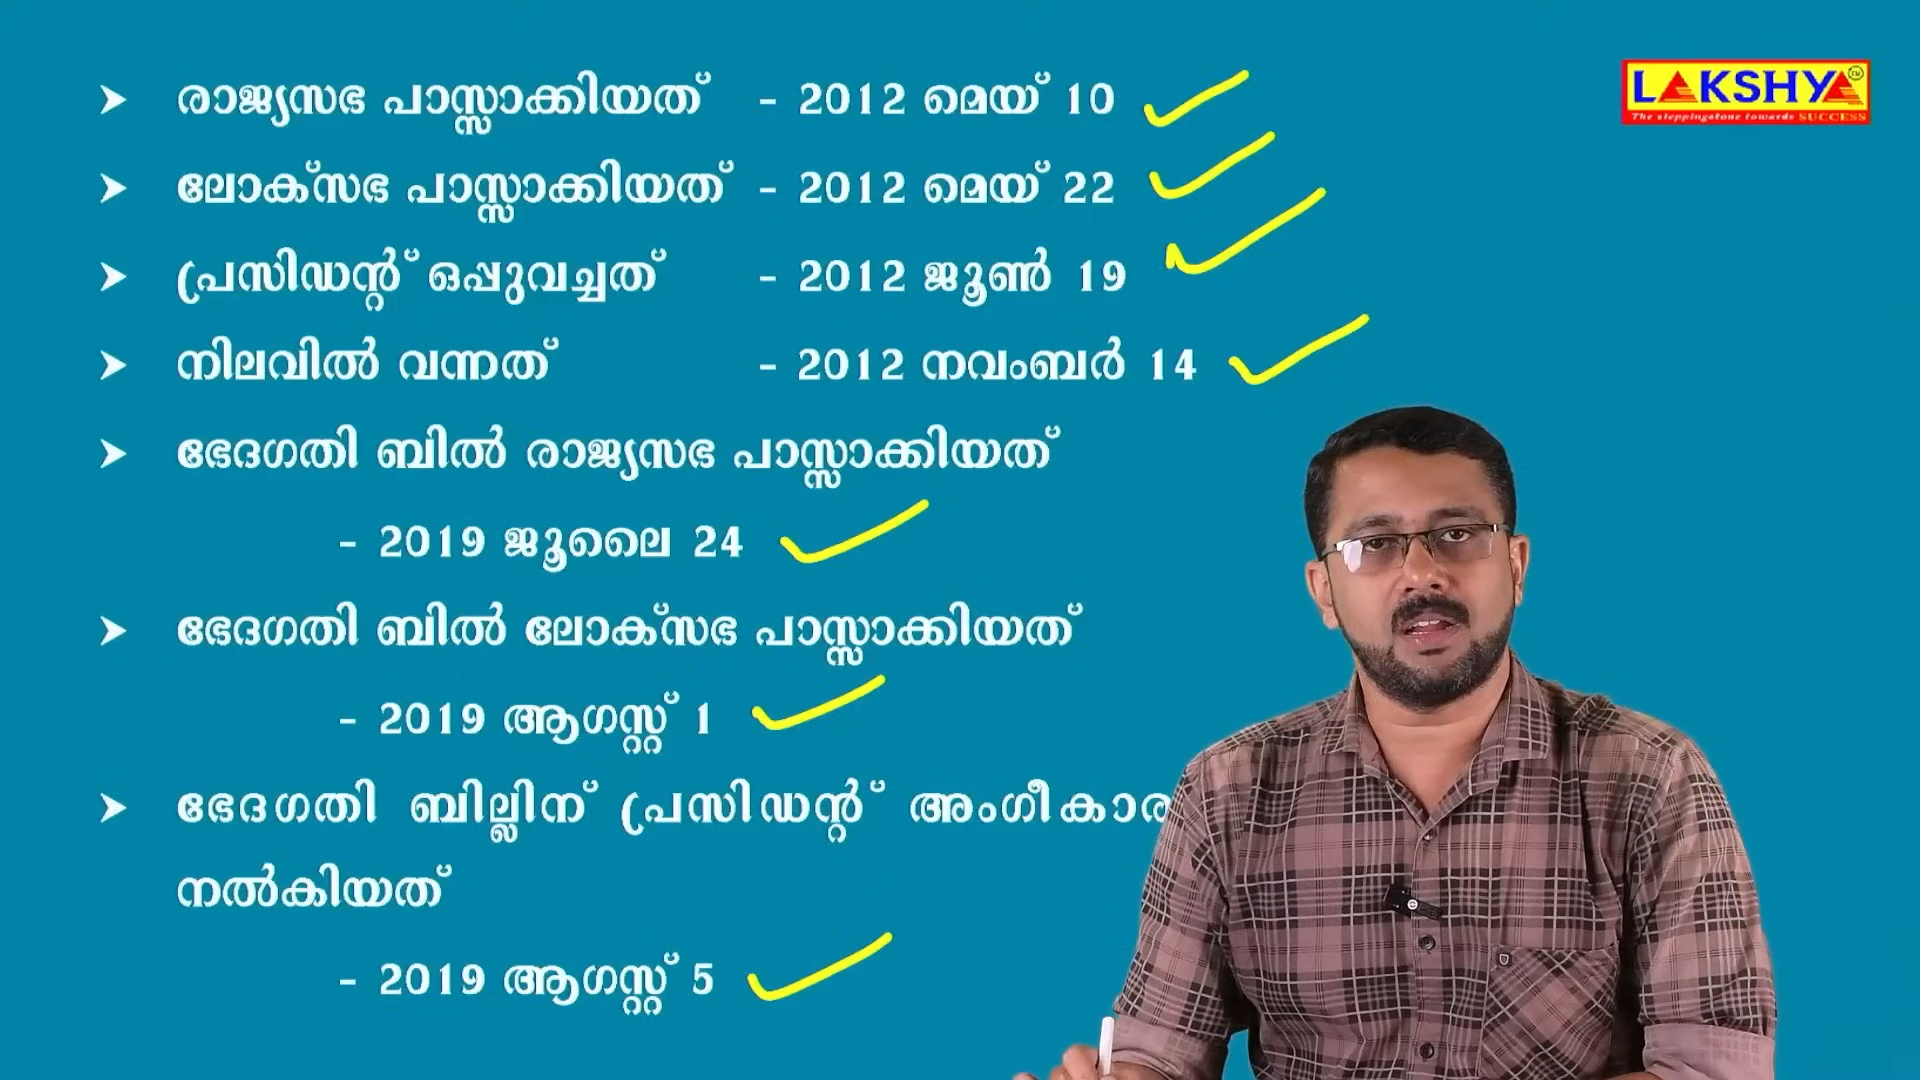 രാജ്യസഭ പാസ്സാക്കിയത് - 2012 മെയ് 10
LAKSHYA
The steppingstone towards SUCCESS
ലോക്സഭ പാസ്സാക്കിയത് - 2012 മെയ് 22
പ്രസിഡന്റ് ഒപ്പുവച്ചത് - 2012 ജൂൺ 19
നിലവിൽ വന്നത് - 2012 നവംബർ 14
ഭേദഗതി ബിൽ രാജ്യസഭ പാസ്സാക്കിയത്
- 2019 ജൂലൈ 24
ഭേദഗതി ബിൽ ലോക്സഭ പാസ്സാക്കിയത്
- 2019 ആഗസ്റ്റ് 1
ഭേദഗതി ബില്ലിന് പ്രസിഡന്റ് അംഗീകാര
നൽകിയത്
- 2019 ആഗസ്റ്റ് 5